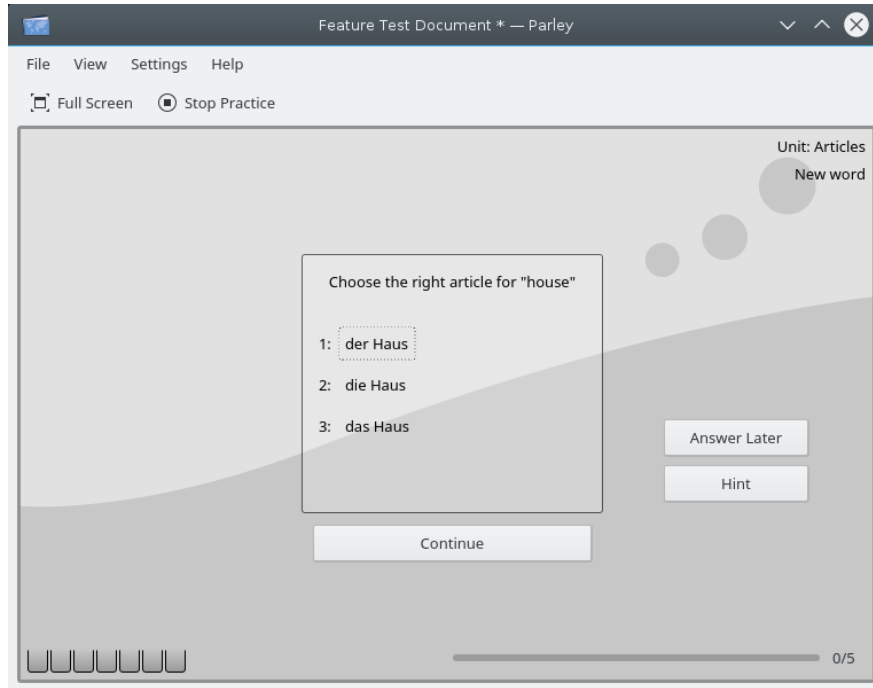 Feature Test Document * — Parley
File View Settings Help
Full Screen Stop Practice
Unit: Articles
New word
Choose the right article for "house"
1: der Haus
2: die Haus
3: das Haus
Answer Later
Hint
Continue
0/5